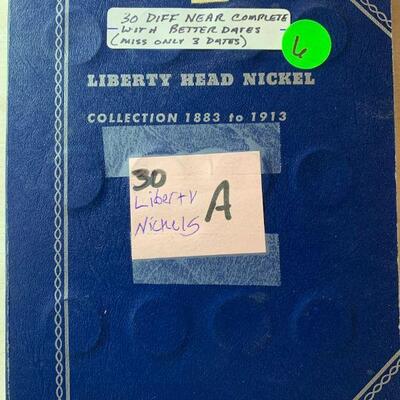 30 DIFF NEAR COMPLETE
WITH BETTER DATES
(MISS ONLY 3 DATES)
6
LIBERTY HEAD NICKEL
COLLECTION 1883 to 1913
30
Liberty
Nickels
A